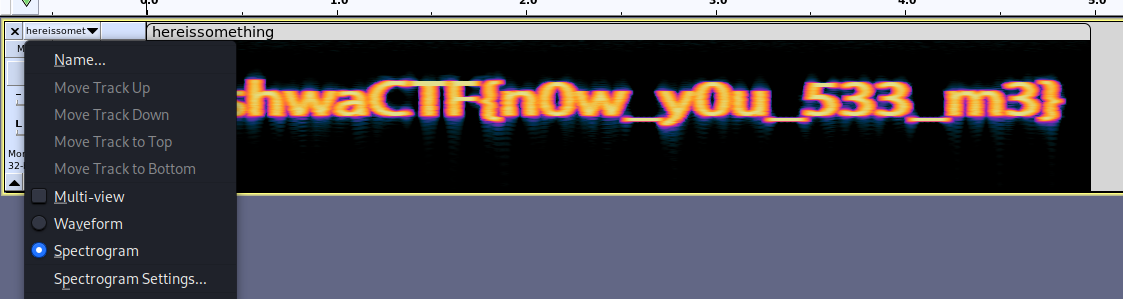 0.0 1.0 2.0 3.0 4.0 5.0
hereissomet hereissomething
Name...
Move Track Up
Move Track Down
Move Track to Top
Move Track to Bottom
Multi-view
Waveform
Spectrogram
Spectrogram Settings...
shwaCTF{n0w_y0u_533_m3}
M
L
Mor
32-